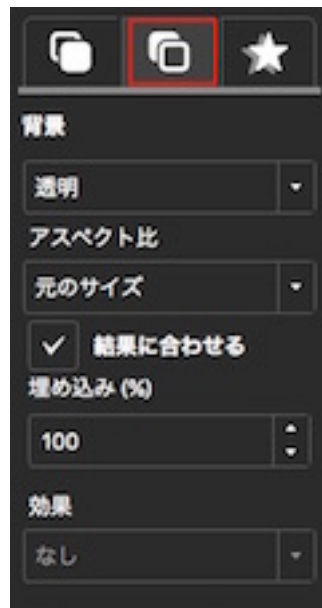 背景
透明
アスペクト比
元のサイズ
結果に合わせる
埋め込み (%)
100
効果
なし